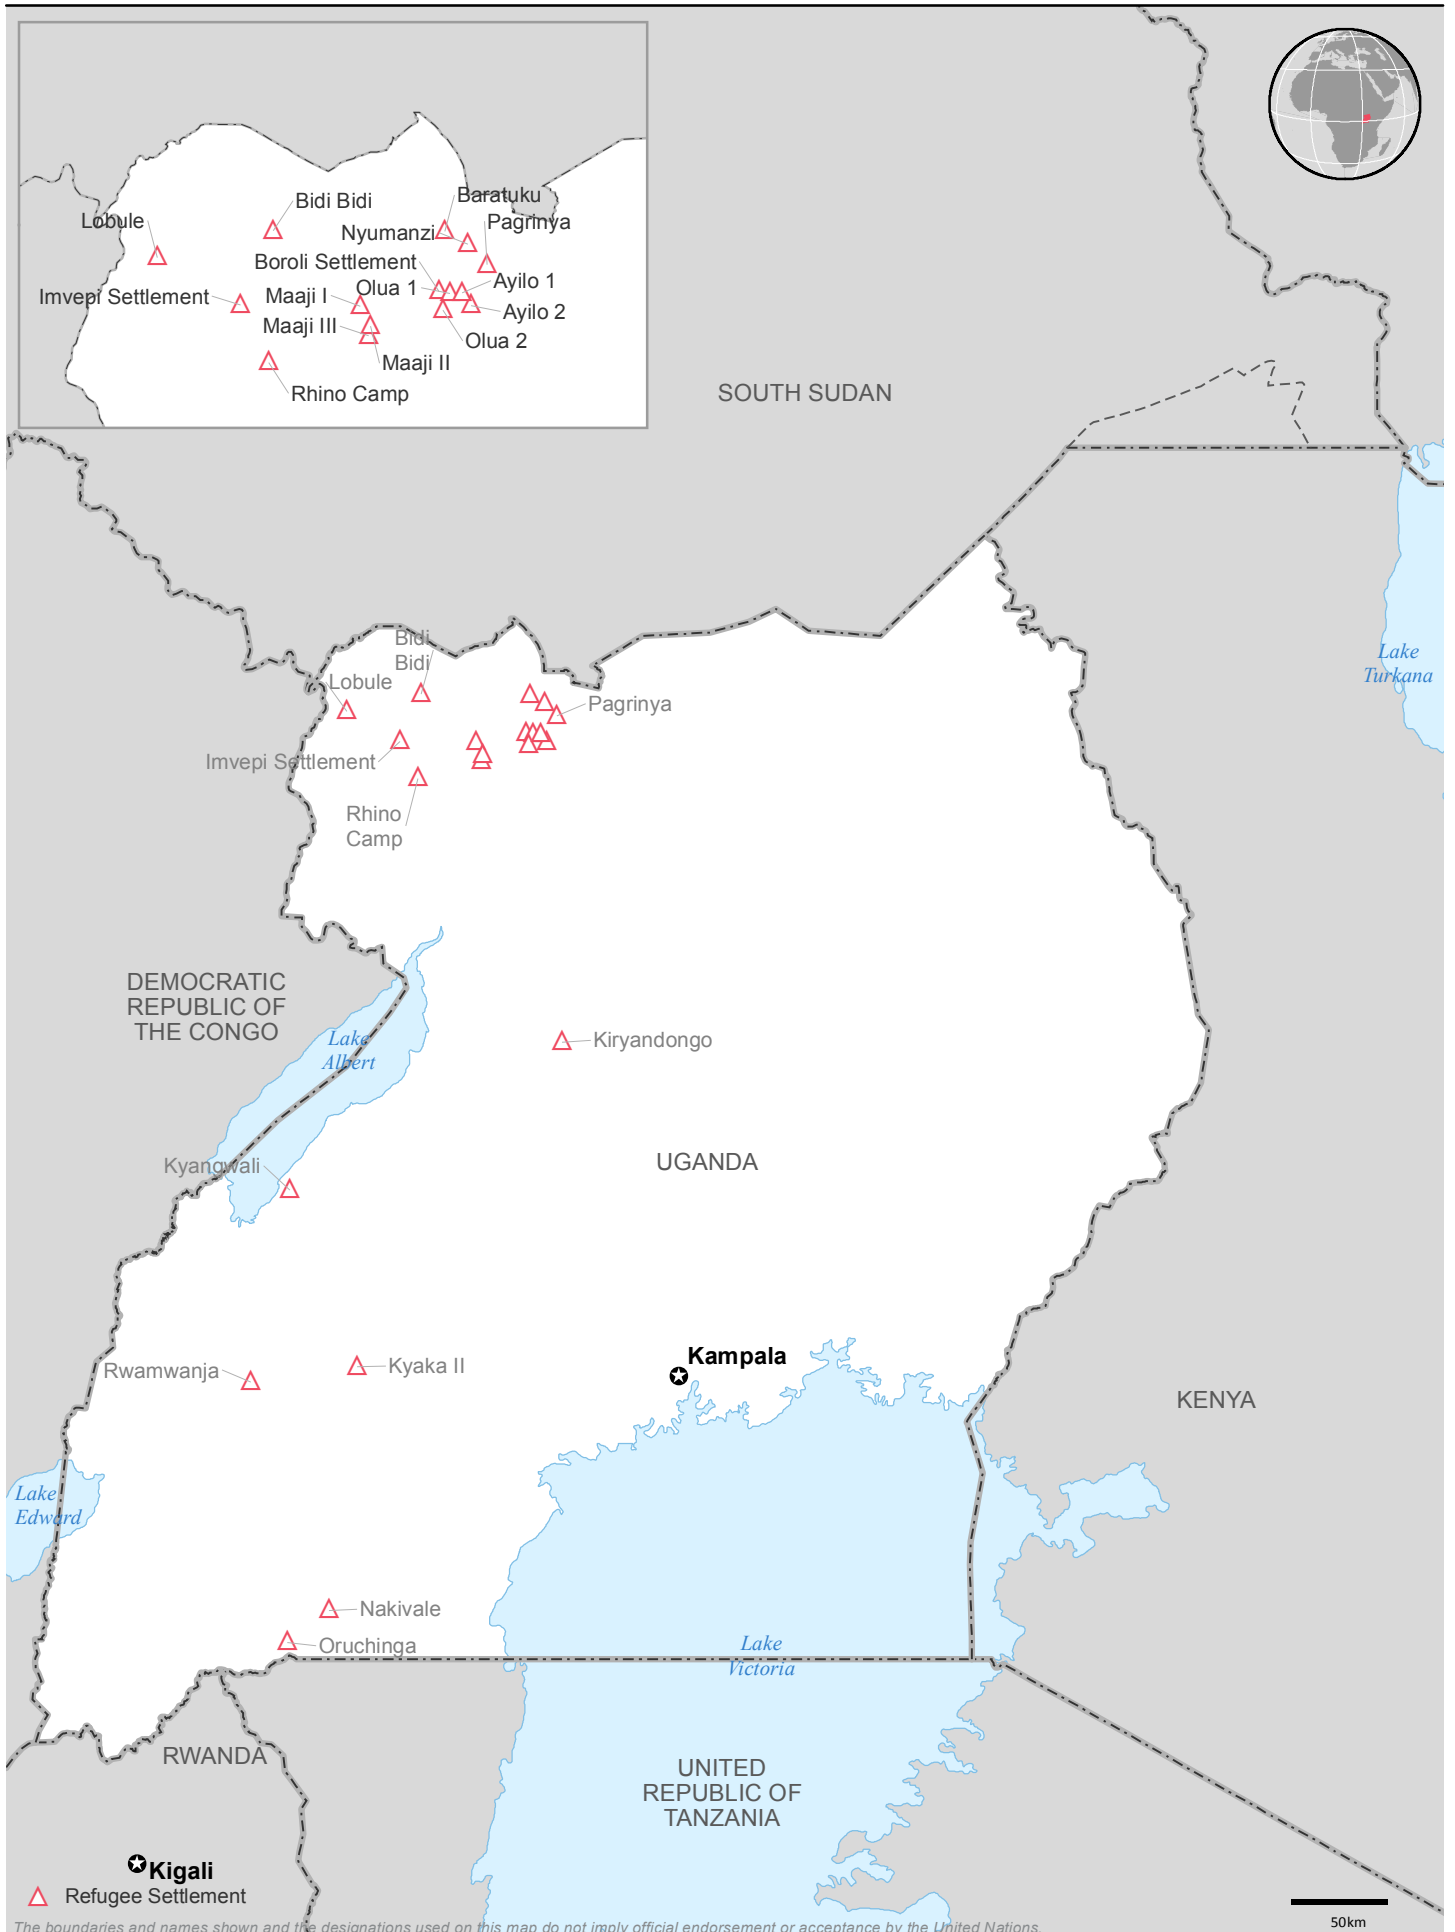 Baratuku
Bidi Bidi
Lobule
Pagrinya
Nyumanzi
Boroli Settlement
Ayilo 1
Olua 1
Imvepi Settlement
Maaji I
Ayilo 2
Maaji III
Olua 2
Maaji II
Rhino Camp
SOUTH SUDAN
Bidi
Bidi
Lobule
Lake
Turkana
Pagrinya
Imvepi Settlement
Rhino
Camp
DEMOCRATIC
REPUBLIC OF
THE CONGO
Lake
Albert
Kiryandongo
Kyangwali
UGANDA
Kampala
Rwamwanja
Kyaka II
KENYA
Lake
Edward
Nakivale
Oruchinga
Lake
Victoria
RWANDA
UNITED
REPUBLIC OF
TANZANIA
Kigali
Refugee Settlement
50km
The boundaries and names shown and the designations used on this map do not imply official endorsement or acceptance by the United Nations.